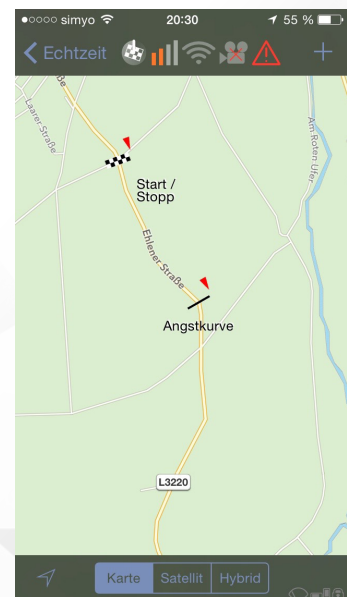 simyo 20:30 55 %
Echtzeit
Laarer Straße
Am Roten Ufer
Start /
Stopp
Ehlener Straße
Angstkurve
L3220
Karte Satellit Hybrid